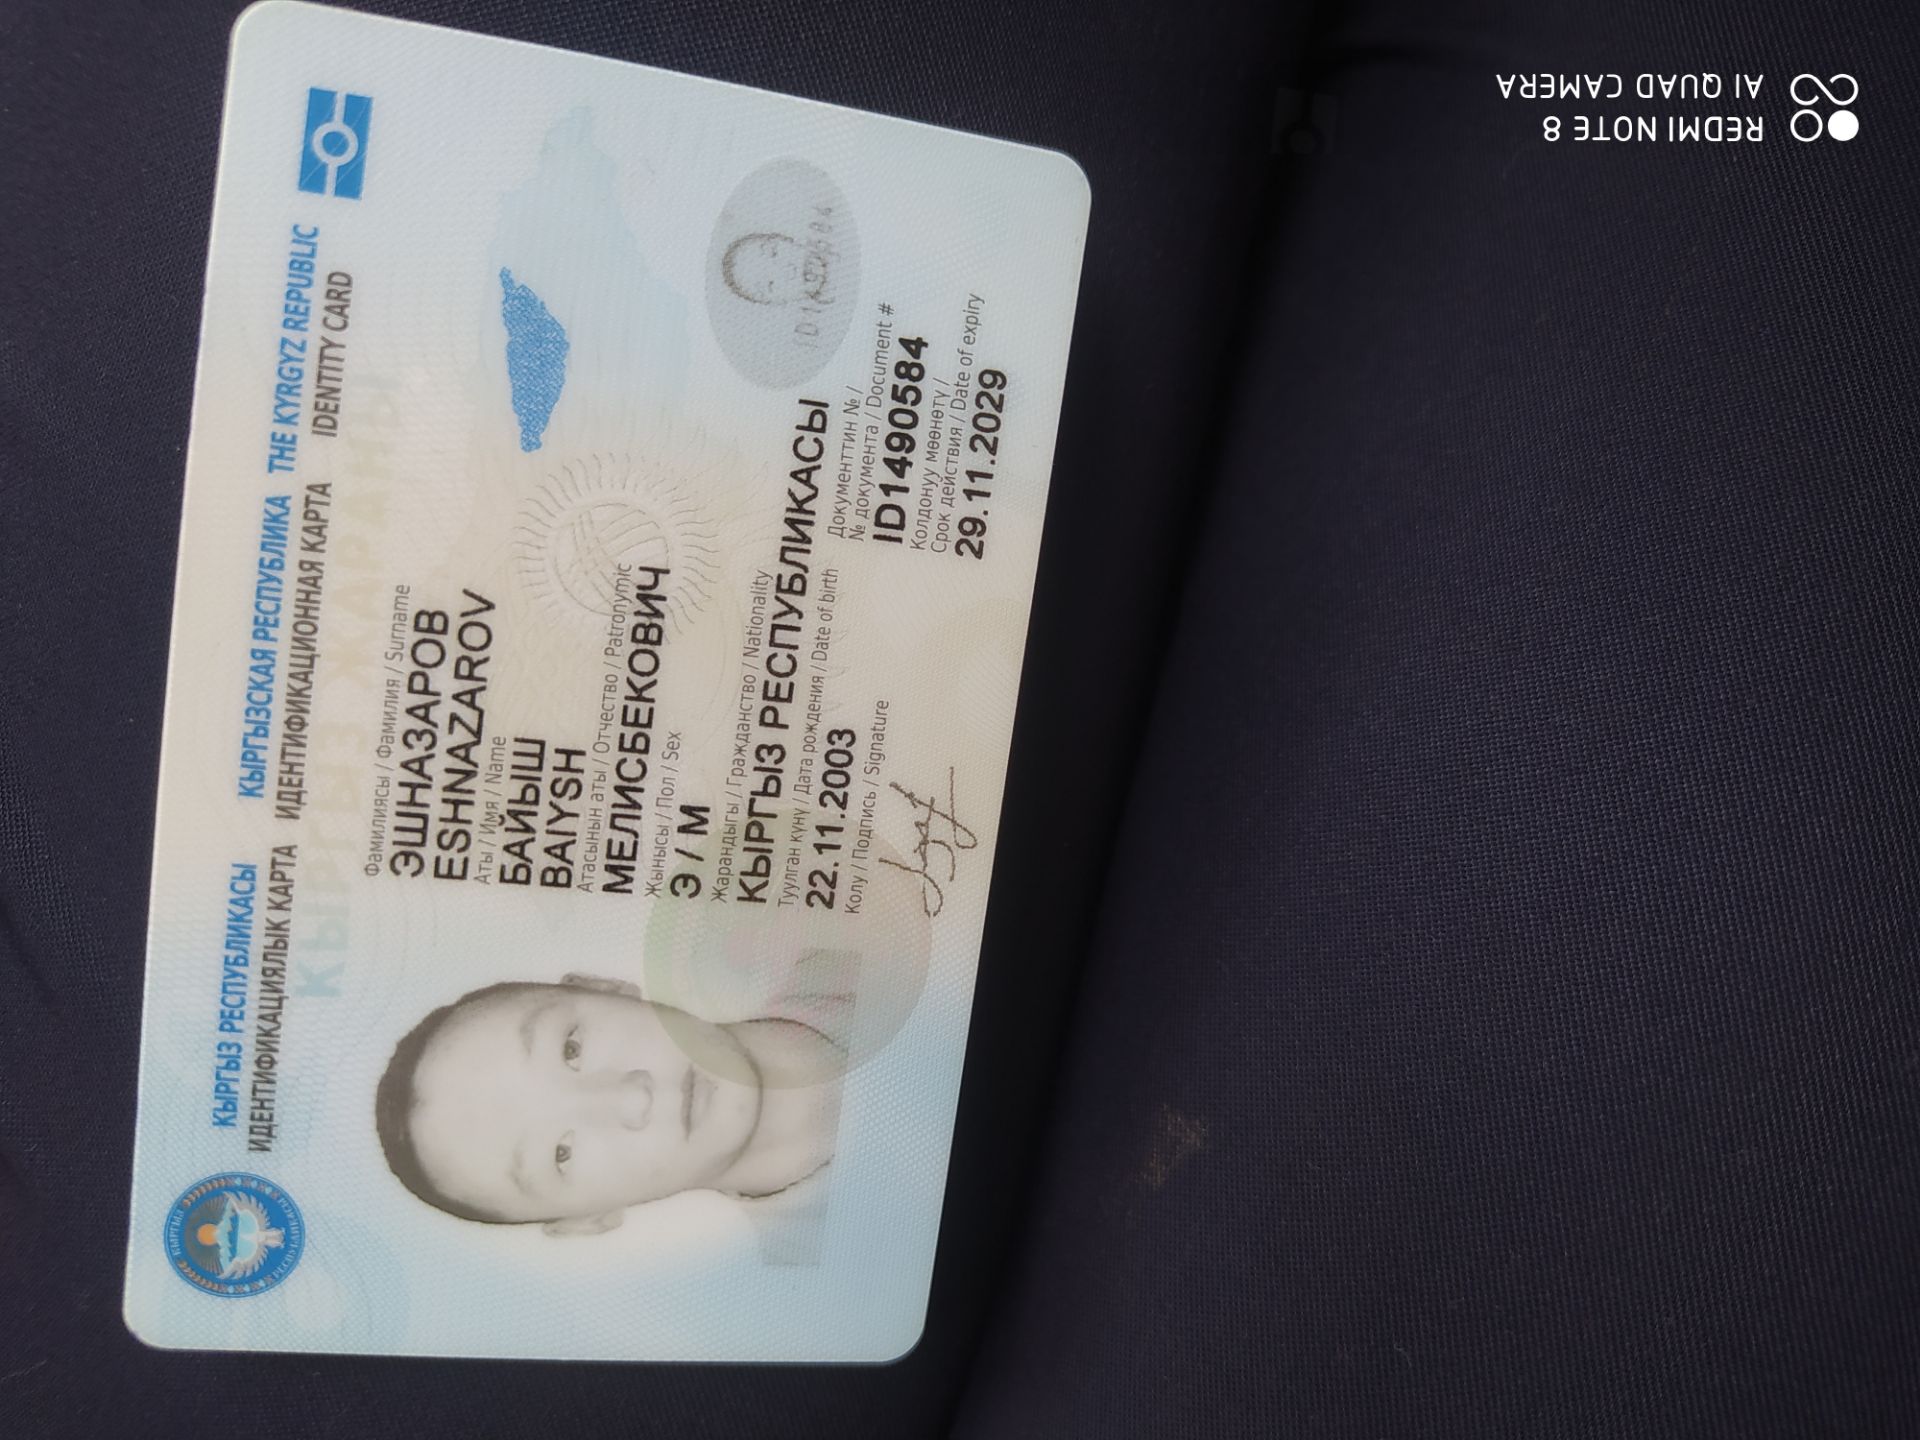 КЫРГЫЗ РЕСПУБЛИКАСЫ КЫРГЫЗСКАЯ РЕСПУБЛИКА THE KYRGYZ REPUBLIC
ИДЕНТИФИКАЦИЯЛЫК КАРТА ИДЕНТИФИКАЦИОННАЯ КАРТА IDENTITY CARD
КЫРГЫЗ РЕСПУБЛИКАСЫ
Фамилиясы / Фамилия / Surname
ЭШНАЗАРОВ
ESHNAZAROV
Аты / Имя / Name
БАЙЫШ
BAIYSH
Атасынын аты / Отчество / Patronymic
МЕЛИСБЕКОВИЧ
Жынысы / Пол / Sex
Э / М
Жарандыгы / Гражданство / Nationality
КЫРГЫЗ РЕСПУБЛИКАСЫ
Туулган күнү / Дата рождения / Date of birth
22.11.2003
Колу / Подпись / Signature
Документтин № /
№ документа / Document #
ID1490584
Колдонуу мөөнөтү /
Срок действия / Date of expiry
29.11.2029
REDMI NOTE 8
AI QUAD CAMERA